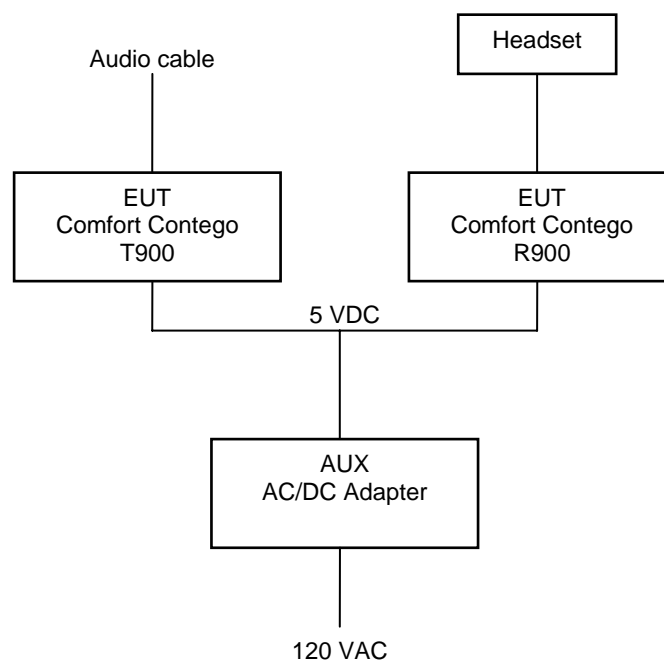 Audio cable
Headset
EUT
Comfort Contego
T900
EUT
Comfort Contego
R900
5 VDC
AUX
AC/DC Adapter
120 VAC